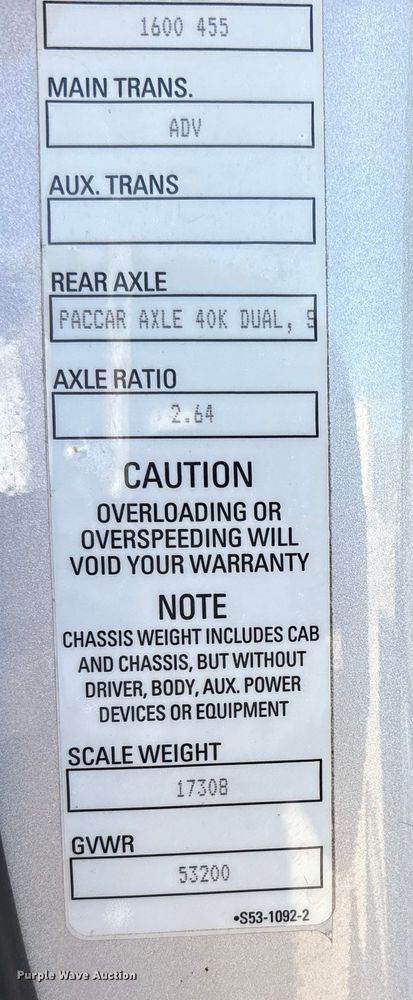 1600 455
MAIN TRANS.
ADV
AUX. TRANS
REAR AXLE
PACCAR AXLE 40K DUAL, S
AXLE RATIO
2.64
CAUTION
OVERLOADING OR
OVERSPEEDING WILL
VOID YOUR WARRANTY
NOTE
CHASSIS WEIGHT INCLUDES CAB
AND CHASSIS, BUT WITHOUT
DRIVER, BODY, AUX. POWER
DEVICES OR EQUIPMENT
SCALE WEIGHT
17308
GVWR
53200
•S53-1092-2
Purple Wave Auction